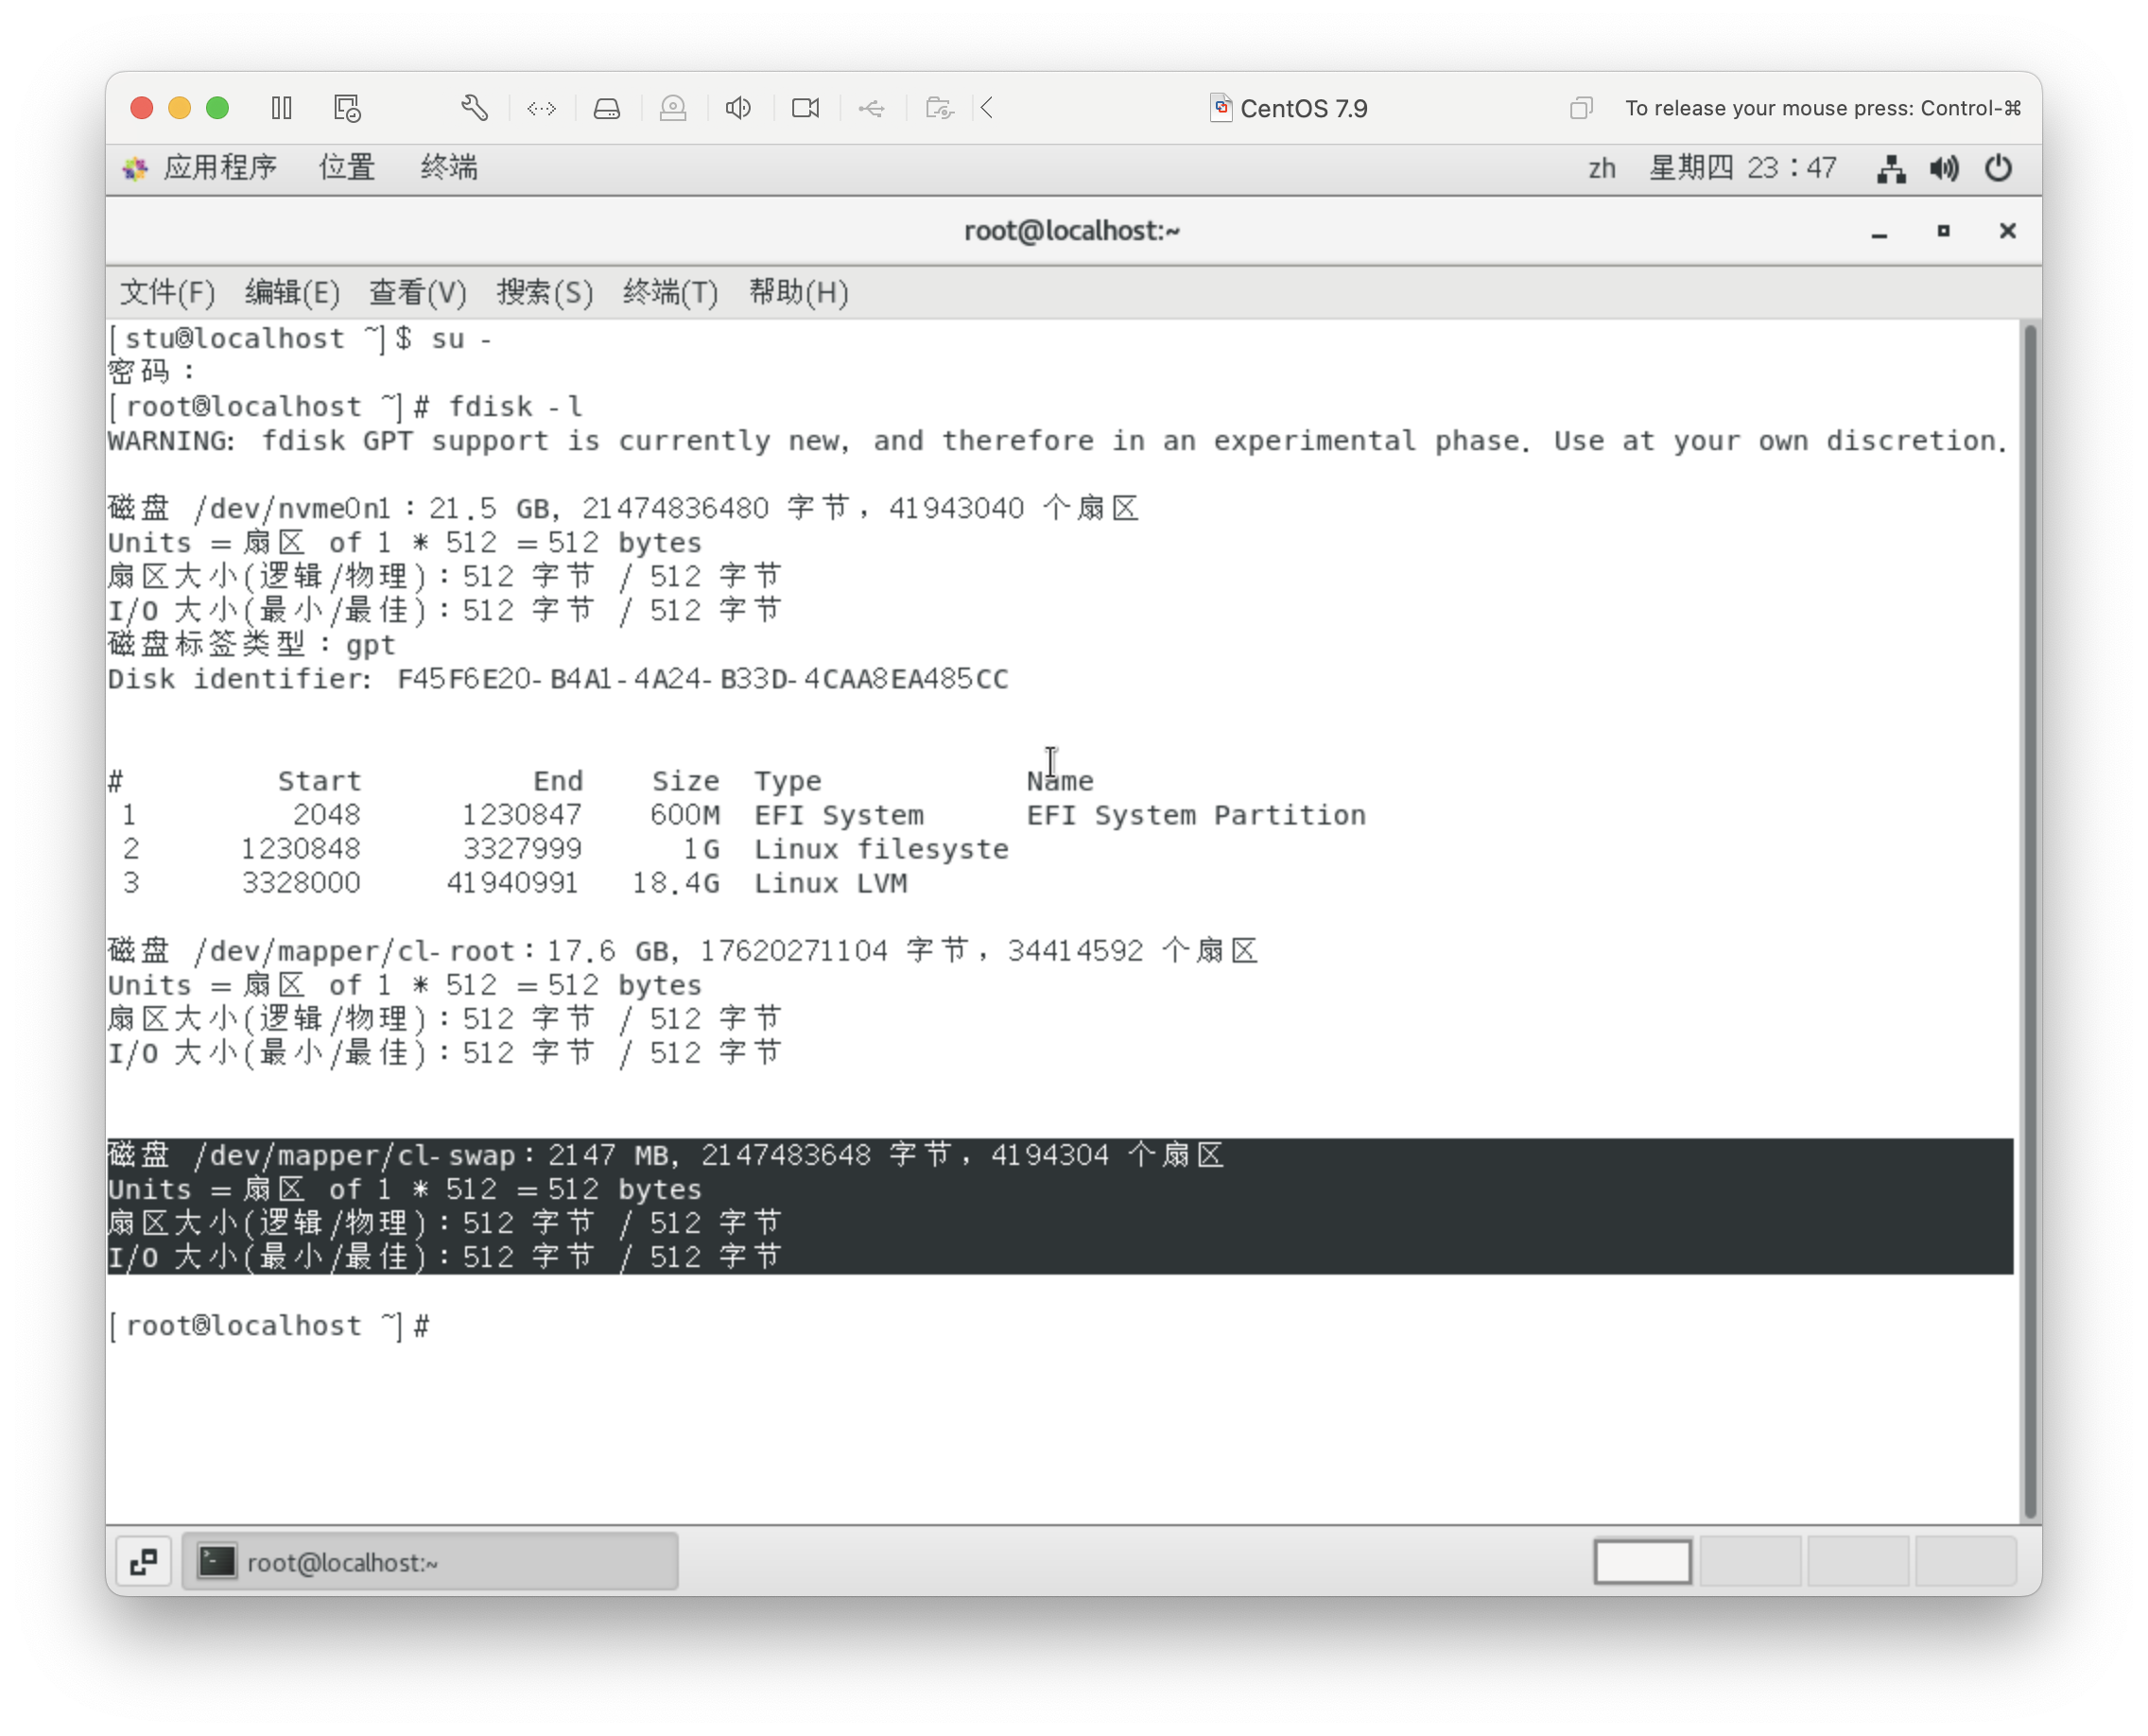 CentOS 7.9
To release your mouse press: Control-⌘
应用程序 位置 终端 zh 星期四 23：47
root@localhost:~
文件(F) 编辑(E) 查看(V) 搜索(S) 终端(T) 帮助(H)
[stu@localhost ~]$ su -
密码：
[root@localhost ~]# fdisk -l
WARNING: fdisk GPT support is currently new, and therefore in an experimental phase. Use at your own discretion.
磁盘 /dev/nvme0n1：21.5 GB, 21474836480 字节，41943040 个扇区
Units = 扇区 of 1 * 512 = 512 bytes
扇区大小(逻辑/物理)：512 字节 / 512 字节
I/O 大小(最小/最佳)：512 字节 / 512 字节
磁盘标签类型：gpt
Disk identifier: F45F6E20-B4A1-4A24-B33D-4CAA8EA485CC
# Start End Size Type Name
1 2048 1230847 600M EFI System EFI System Partition
2 1230848 3327999 1G Linux filesyste
3 3328000 41940991 18.4G Linux LVM
磁盘 /dev/mapper/cl-root：17.6 GB, 17620271104 字节，34414592 个扇区
Units = 扇区 of 1 * 512 = 512 bytes
扇区大小(逻辑/物理)：512 字节 / 512 字节
I/O 大小(最小/最佳)：512 字节 / 512 字节
磁盘 /dev/mapper/cl-swap：2147 MB, 2147483648 字节，4194304 个扇区
Units = 扇区 of 1 * 512 = 512 bytes
扇区大小(逻辑/物理)：512 字节 / 512 字节
I/O 大小(最小/最佳)：512 字节 / 512 字节
[root@localhost ~]#
root@localhost:~